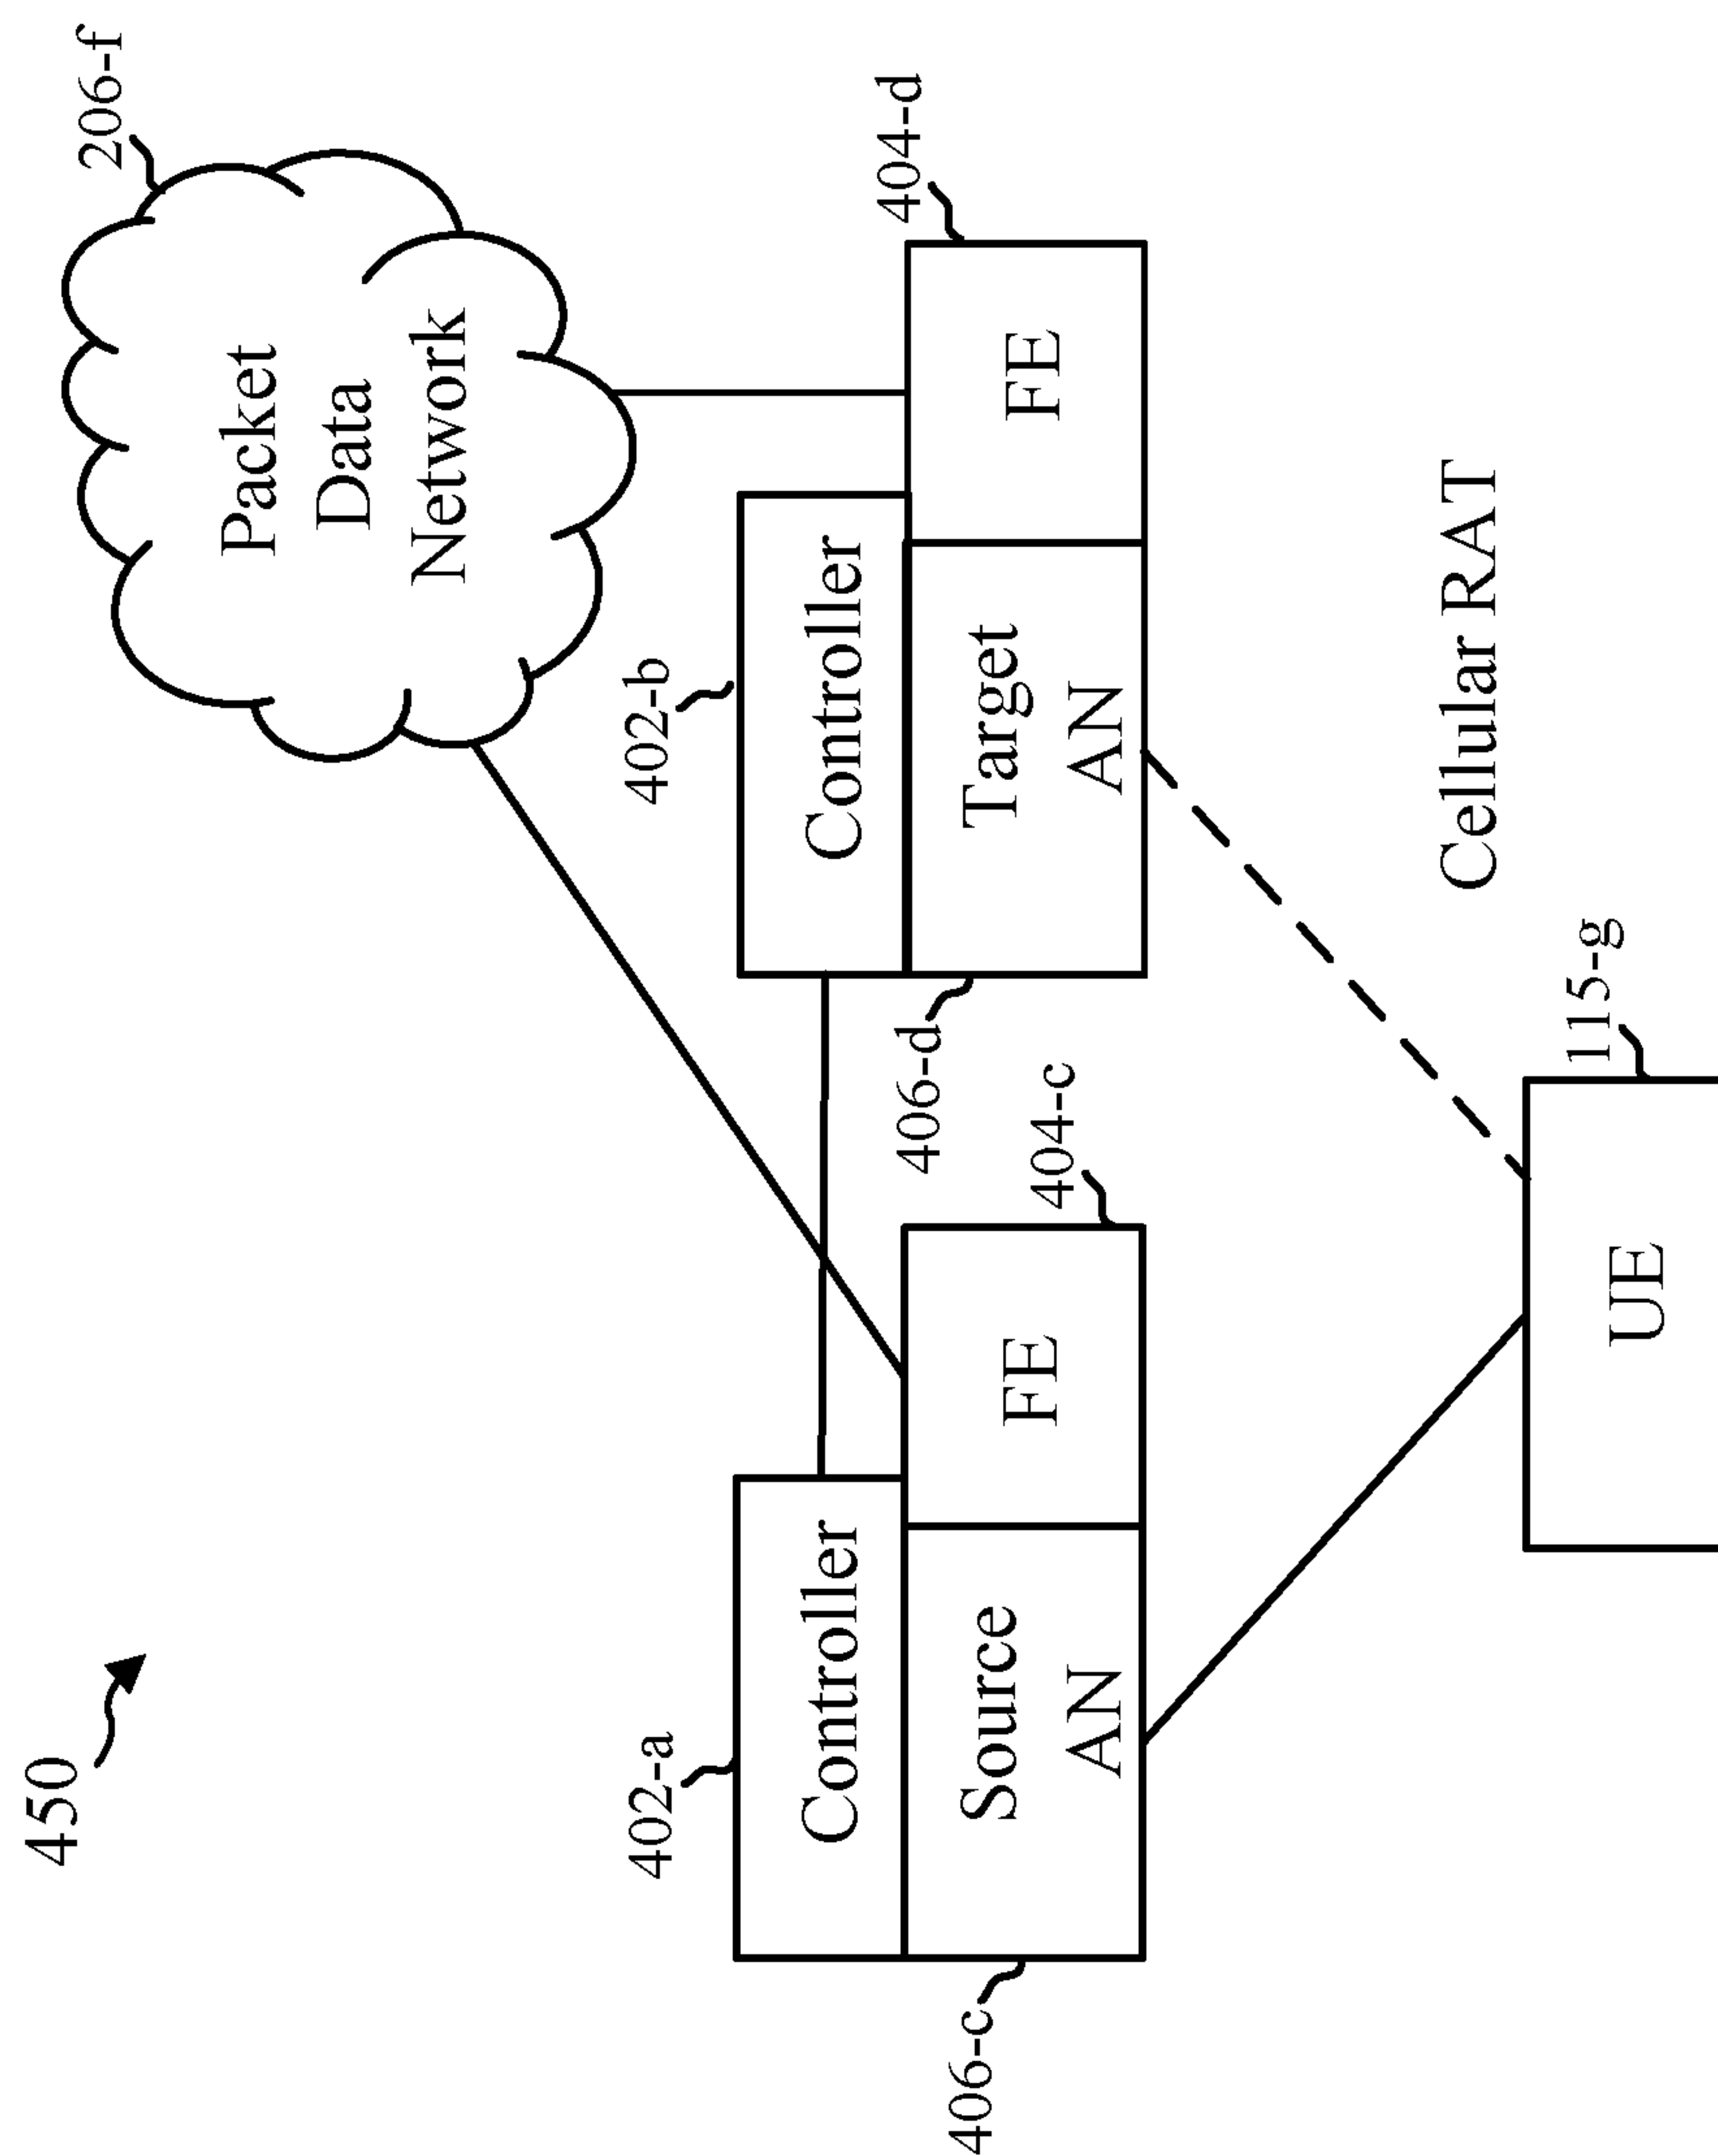 450
206-f
Packet
Data
Network
402-a
Controller
406-c
Source
AN
FE
404-c
402-b
Controller
406-d
Target
AN
FE
404-d
Cellular RAT
115-g
UE